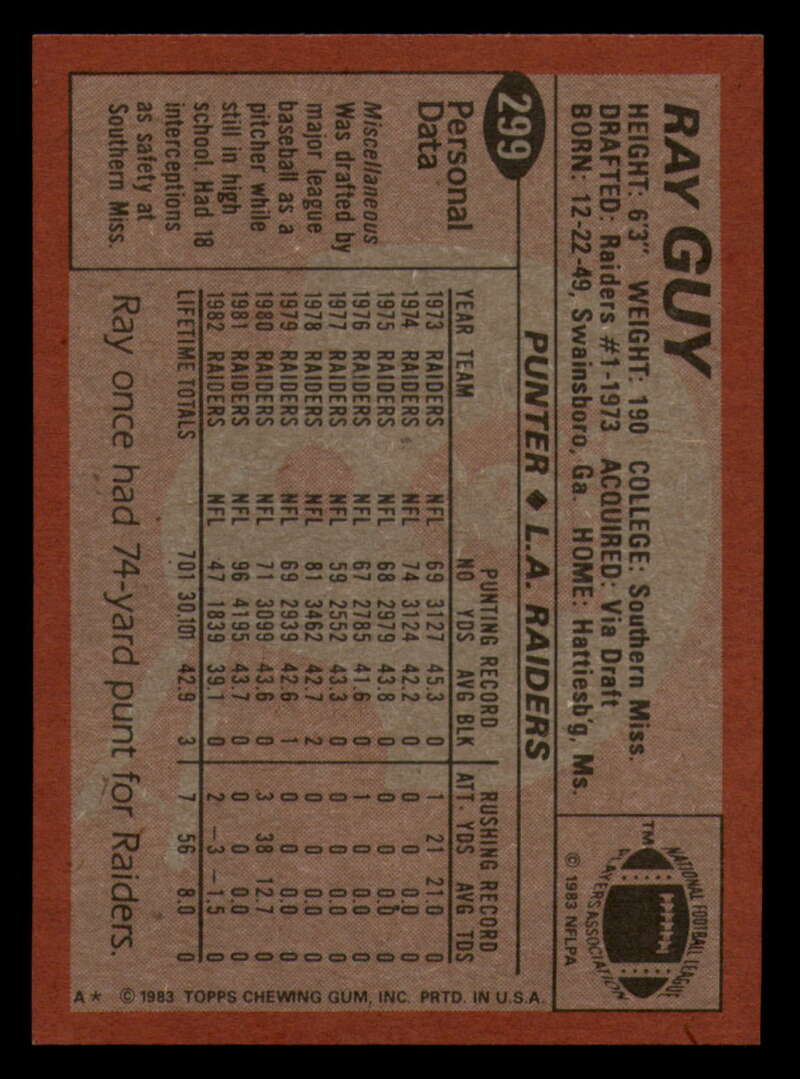 RAY GUY
HEIGHT: 6'3" WEIGHT: 190 COLLEGE: Southern Miss.
DRAFTED: Raiders #1-1973 ACQUIRED: Via Draft
BORN: 12-22-49, Swainsboro, Ga. HOME: Hattiesb'g, Ms.
NATIONAL FOOTBALL LEAGUE
PLAYERS ASSOCIATION
TM
© 1983 NFLPA
299
PUNTER ◆ L.A. RAIDERS
Personal
Data
Miscellaneous
Was drafted by
major league
baseball as a
pitcher while
still in high
school Had 18
interceptions
as safety at
Southern Miss.
PUNTING RECORD RUSHING RECORD
YEAR TEAM NO YDS AVG BLK ATT. YDS AVG TDS
1973 RAIDERS NFL 69 3127 45.3 0 1 21 21.0 0
1974 RAIDERS NFL 74 3124 42.2 0 0 0 0.0 0
1975 RAIDERS NFL 68 2979 43.8 0 0 0 0.0 0
1976 RAIDERS NFL 67 2785 41.6 0 1 0 0.0 0
1977 RAIDERS NFL 59 2552 43.3 0 0 0 0.0 0
1978 RAIDERS NFL 81 3462 42.7 2 0 0 0.0 0
1979 RAIDERS NFL 69 2939 42.6 1 0 0 0.0 0
1980 RAIDERS NFL 71 3099 43.6 0 3 38 12.7 0
1981 RAIDERS NFL 96 4195 43.7 0 0 0 0.0 0
1982 RAIDERS NFL 47 1839 39.1 0 2 -3 -1.5 0
LIFETIME TOTALS 701 30,101 42.9 3 7 56 8.0 0
Ray once had 74-yard punt for Raiders.
A* © 1983 TOPPS CHEWING GUM, INC. PRTD. IN U.S.A.